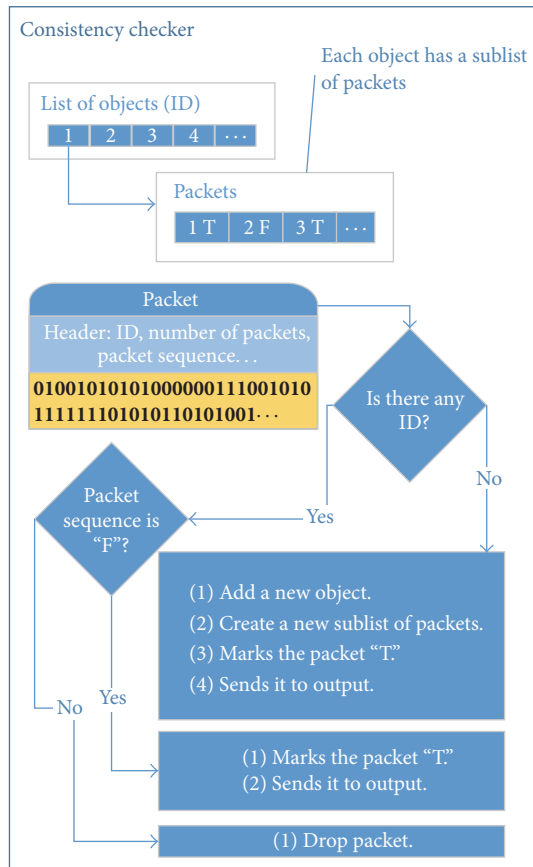 Consistency checker
Each object has a sublist
of packets
List of objects (ID)
1 2 3 4 ...
Packets
1 T 2 F 3 T ...
Packet
Header: ID, number of packets,
packet sequence...
01001010101000000111001010
111111101010110101001...
Is there any
ID?
No
Yes
Packet
sequence is
“F”?
(1) Add a new object.
(2) Create a new sublist of packets.
(3) Marks the packet “T.”
(4) Sends it to output.
Yes
No
(1) Marks the packet “T.”
(2) Sends it to output.
(1) Drop packet.